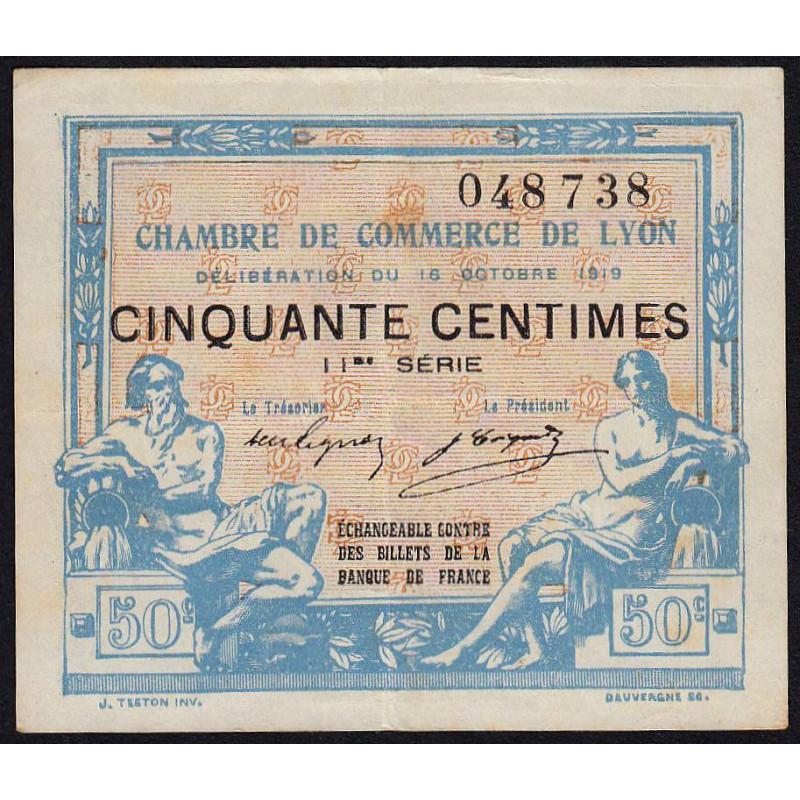 048738
CHAMBRE DE COMMERCE DE LYON
DÉLIBÉRATION DU 16 OCTOBRE 1919
CINQUANTE CENTIMES
11me SÉRIE
Le Trésorier Le Président
ÉCHANGEABLE CONTRE
DES BILLETS DE LA
BANQUE DE FRANCE
50c 50c
J. TESTON INV. DAUVERGNE SC.